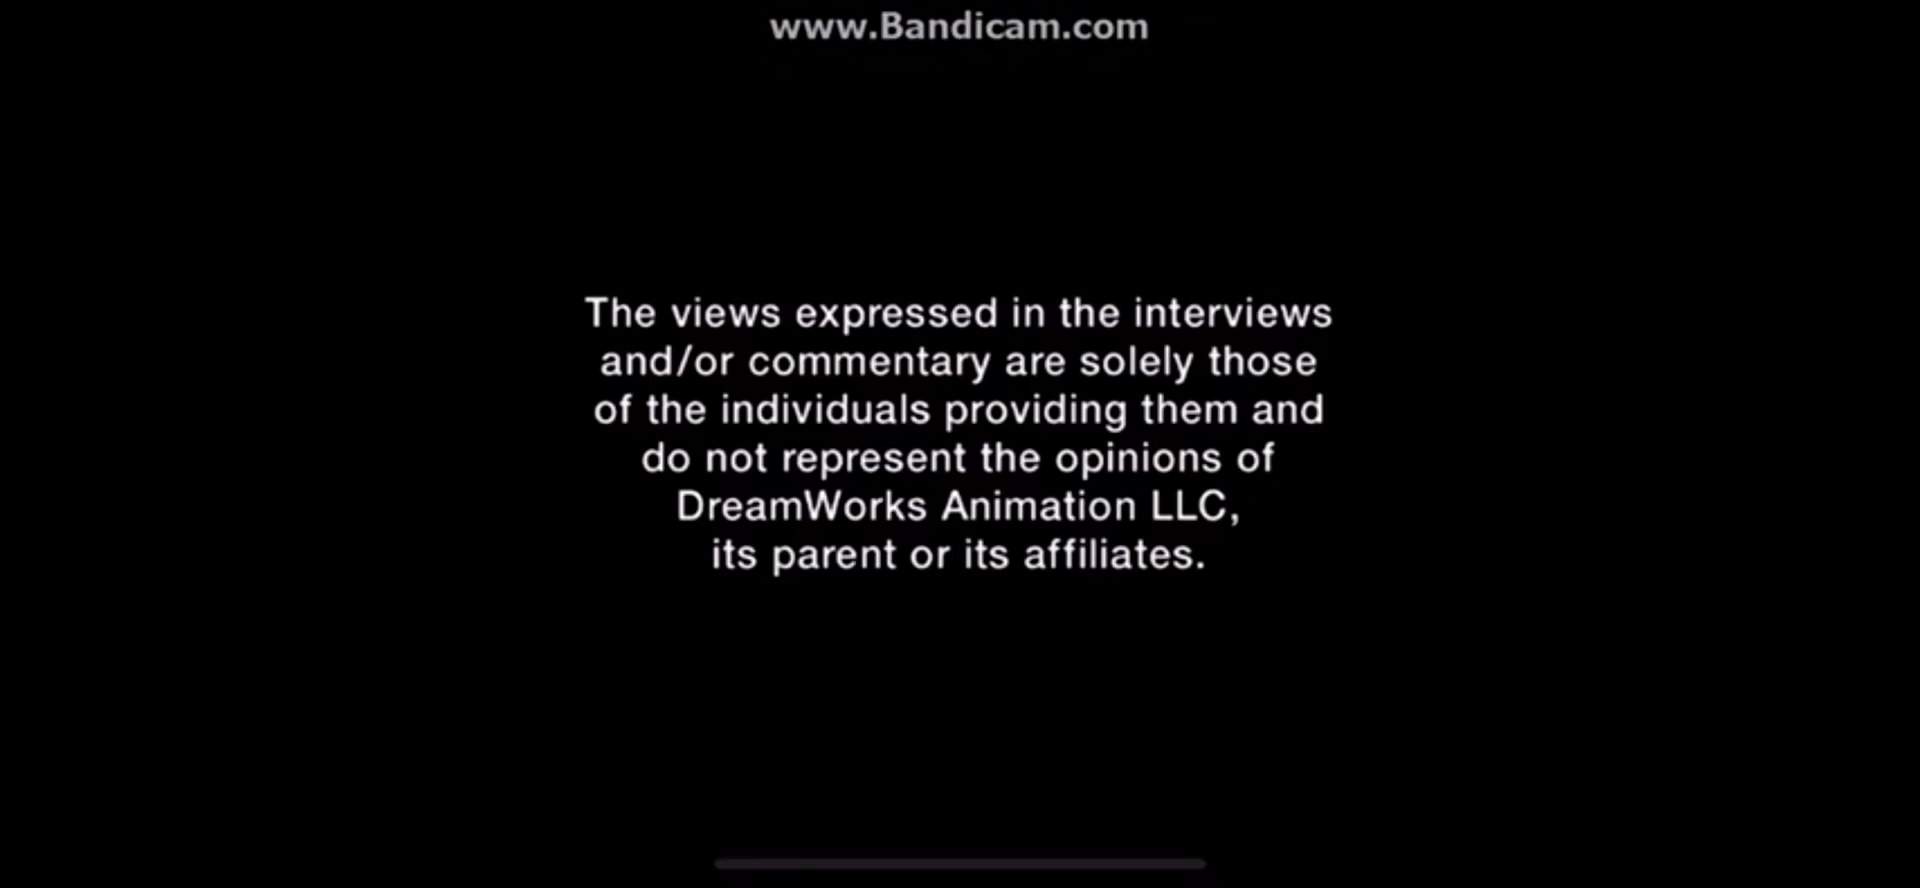 www.Bandicam.com
The views expressed in the interviews
and/or commentary are solely those
of the individuals providing them and
do not represent the opinions of
DreamWorks Animation LLC,
its parent or its affiliates.